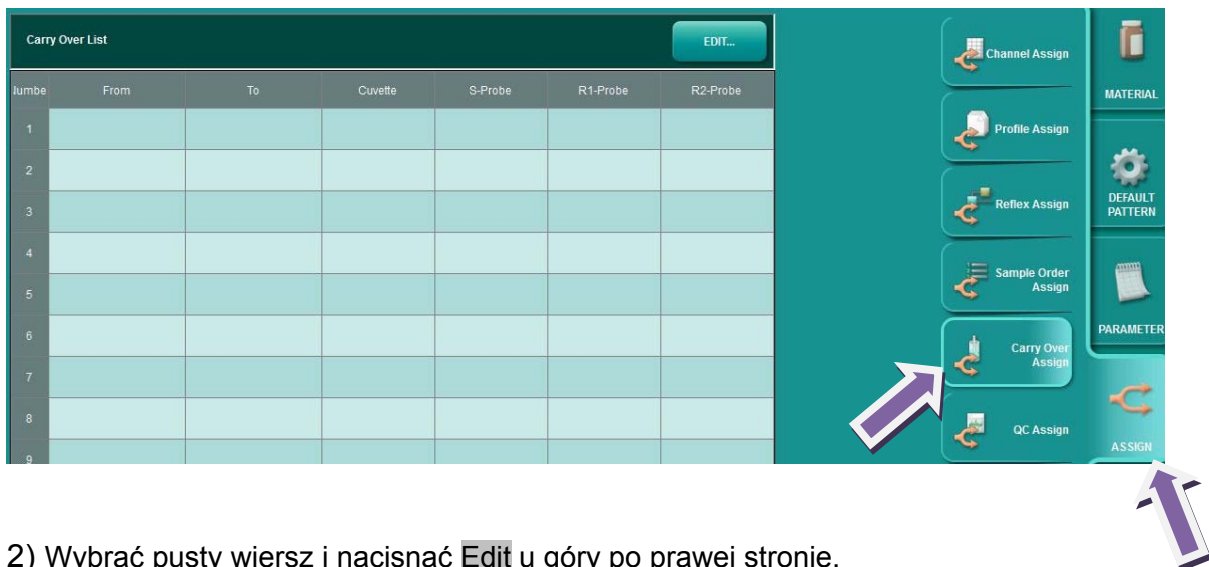 Carry Over List
EDIT...
Numbe From To Cuvette S-Probe R1-Probe R2-Probe
1
2
3
4
5
6
7
8
9
Channel Assign
Profile Assign
Reflex Assign
Sample Order
Assign
Carry Over
Assign
QC Assign
MATERIAL
DEFAULT
PATTERN
PARAMETER
ASSIGN
2) Wybrać pusty wiersz i nacisnąć Edit u góry po prawej stronie.